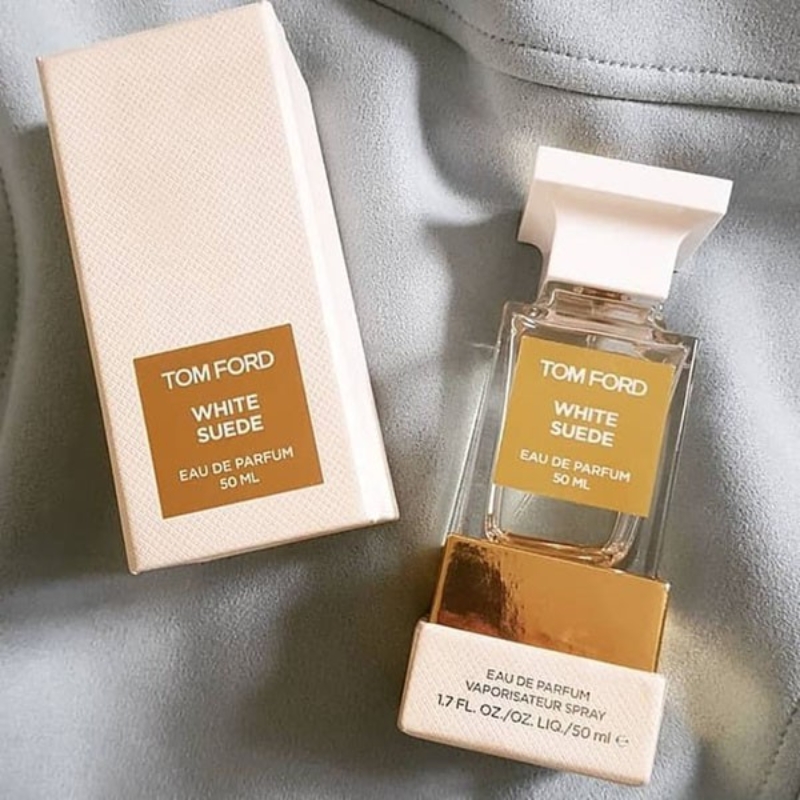 TOM FORD
WHITE
SUEDE
EAU DE PARFUM
50 ML
TOM FORD
WHITE
SUEDE
EAU DE PARFUM
50 ML
EAU DE PARFUM
VAPORISATEUR SPRAY
1.7 FL. OZ./OZ. LIQ./50 ml ℮